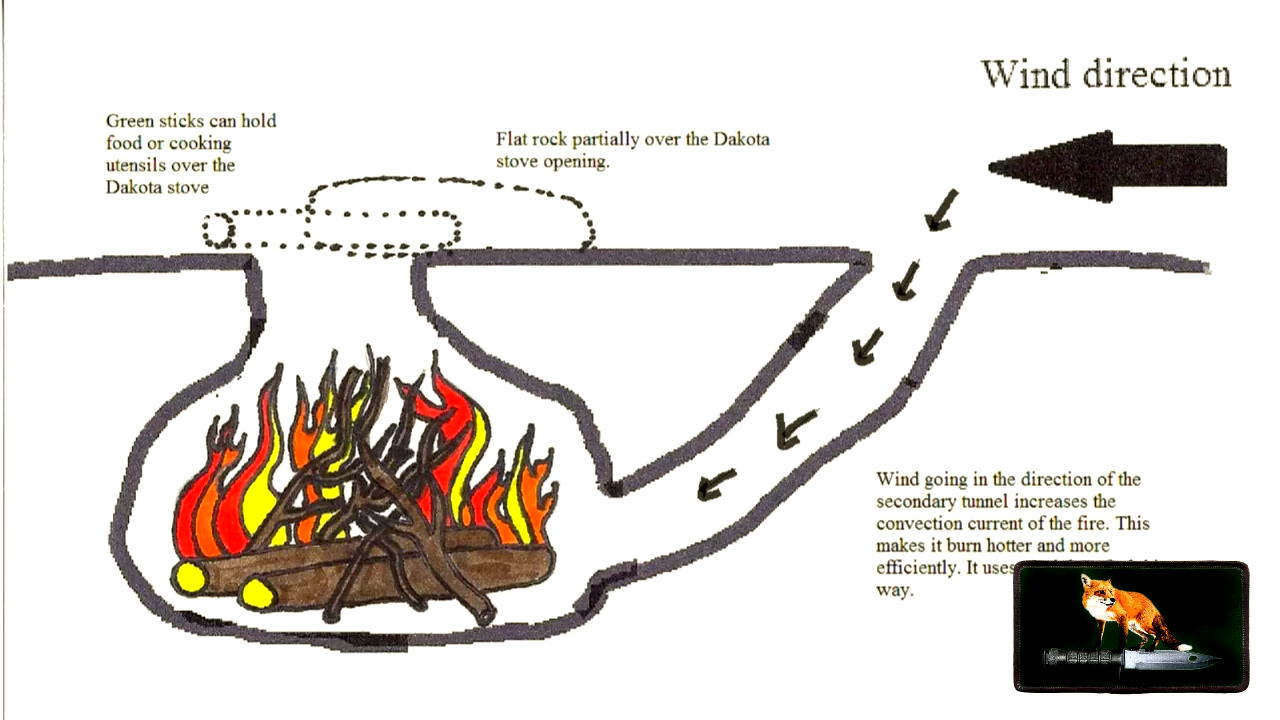 Wind direction
Green sticks can hold
food or cooking
utensils over the
Dakota stove
Flat rock partially over the Dakota
stove opening.
Wind going in the direction of the
secondary tunnel increases the
convection current of the fire. This
makes it burn hotter and more
efficiently. It uses
way.